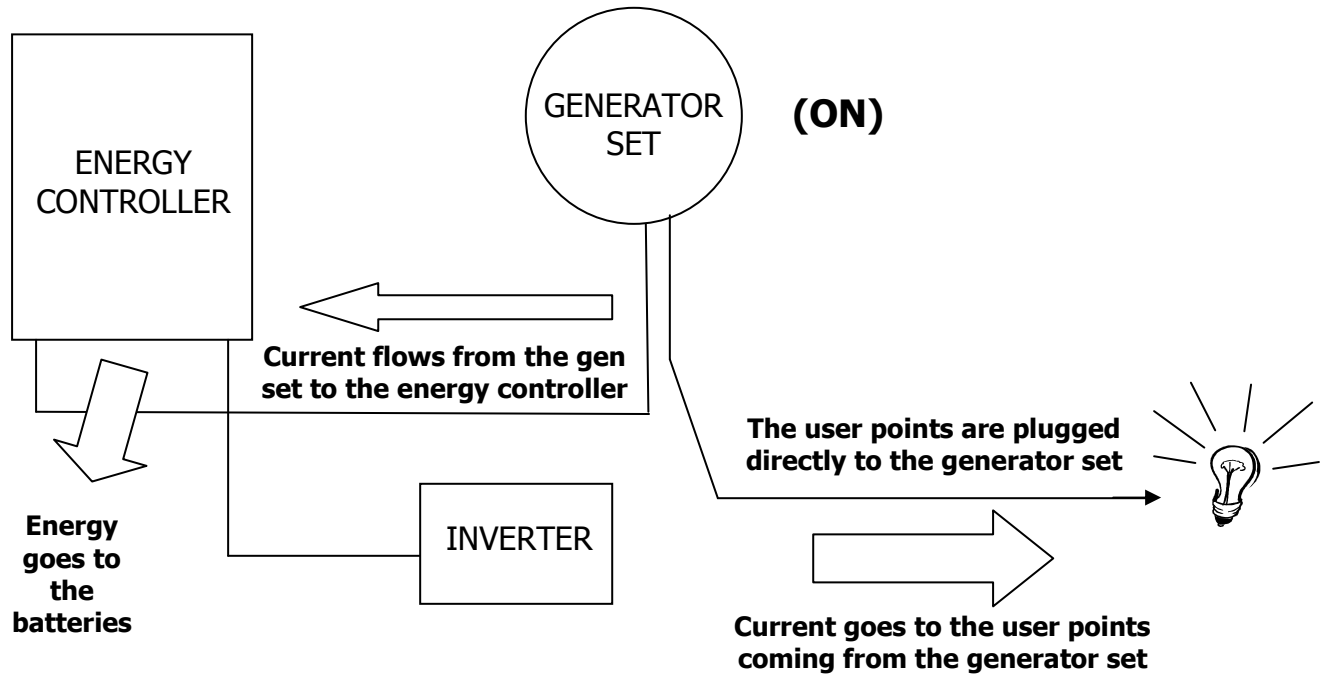 ENERGY
CONTROLLER
GENERATOR
SET
(ON)
Current flows from the gen
set to the energy controller
The user points are plugged
directly to the generator set
Energy
goes to
the
batteries
INVERTER
Current goes to the user points
coming from the generator set